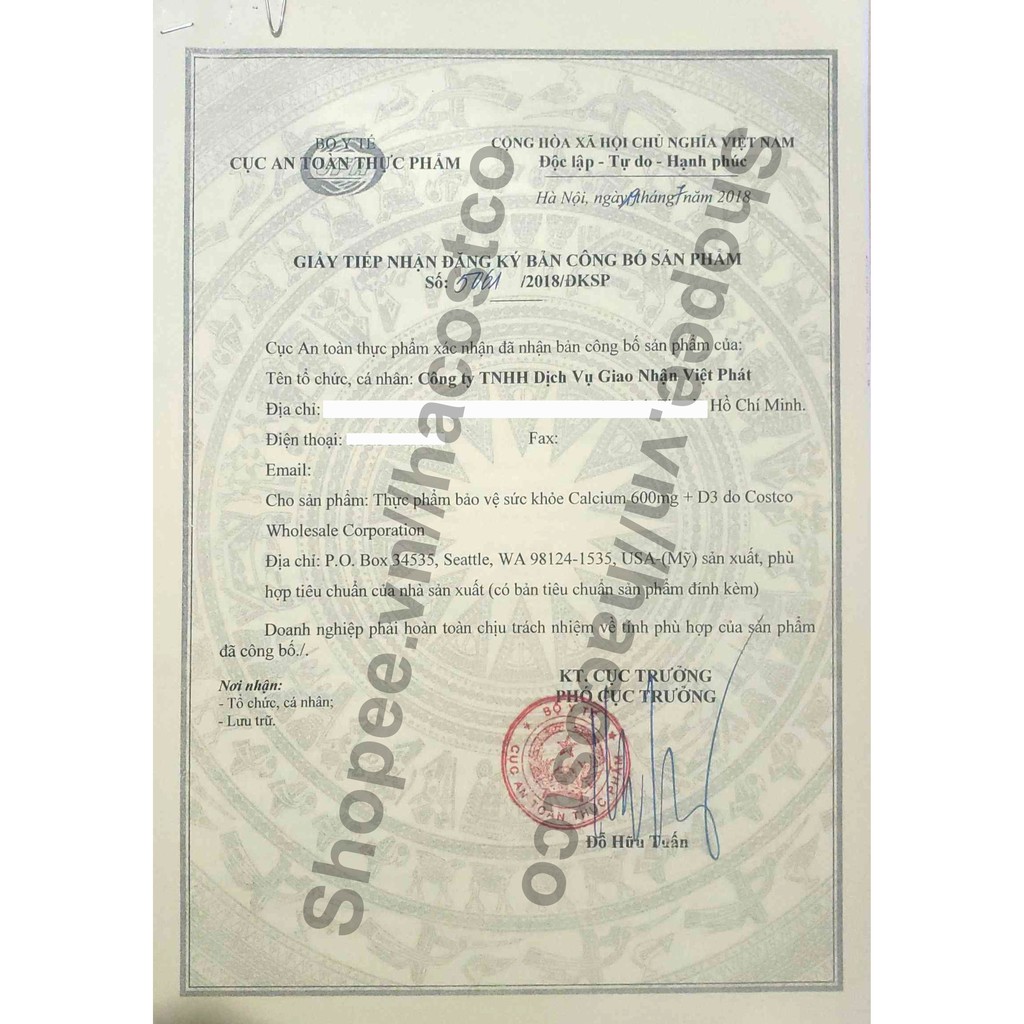 BỘ Y TẾ
CỤC AN TOÀN THỰC PHẨM
CỘNG HÒA XÃ HỘI CHỦ NGHĨA VIỆT NAM
Độc lập - Tự do - Hạnh phúc
Hà Nội, ngày 19 tháng 7 năm 2018
GIẤY TIẾP NHẬN ĐĂNG KÝ BẢN CÔNG BỐ SẢN PHẨM
Số: /2018/ĐKSP
Cục An toàn thực phẩm xác nhận đã nhận bản công bố sản phẩm của:
Tên tổ chức, cá nhân: Công ty TNHH Dịch Vụ Giao Nhận Việt Phát
Địa chỉ: Hồ Chí Minh.
Điện thoại: Fax:
Email:
Cho sản phẩm: Thực phẩm bảo vệ sức khỏe Calcium 600mg + D3 do Costco
Wholesale Corporation
Địa chỉ: P.O. Box 34535, Seattle, WA 98124-1535, USA-(Mỹ) sản xuất, phù
hợp tiêu chuẩn của nhà sản xuất (có bản tiêu chuẩn sản phẩm đính kèm)
Doanh nghiệp phải hoàn toàn chịu trách nhiệm về tính phù hợp của sản phẩm
đã công bố./.
Nơi nhận:
- Tổ chức, cá nhân;
- Lưu trữ.
KT. CỤC TRƯỞNG
PHÓ CỤC TRƯỞNG
BỘ Y TẾ
CỤC AN TOÀN THỰC PHẨM
Đỗ Hữu Tuấn
Shopee.vn/hacostco
Shopee.vn/hacostco